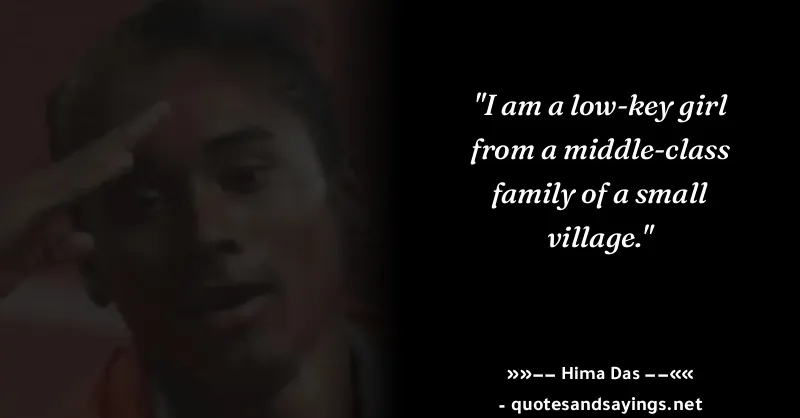 "I am a low-key girl
from a middle-class
family of a small
village."
»»–– Hima Das ––««
- quotesandsayings.net